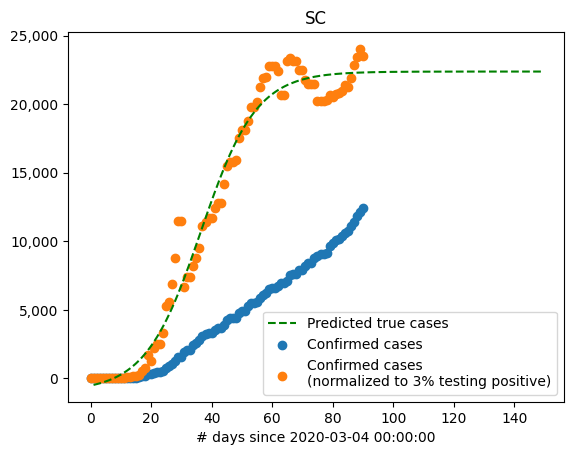 SC
25,000
20,000
15,000
10,000
5,000
0
Predicted true cases
Confirmed cases
Confirmed cases
(normalized to 3% testing positive)
0 20 40 60 80 100 120 140
# days since 2020-03-04 00:00:00